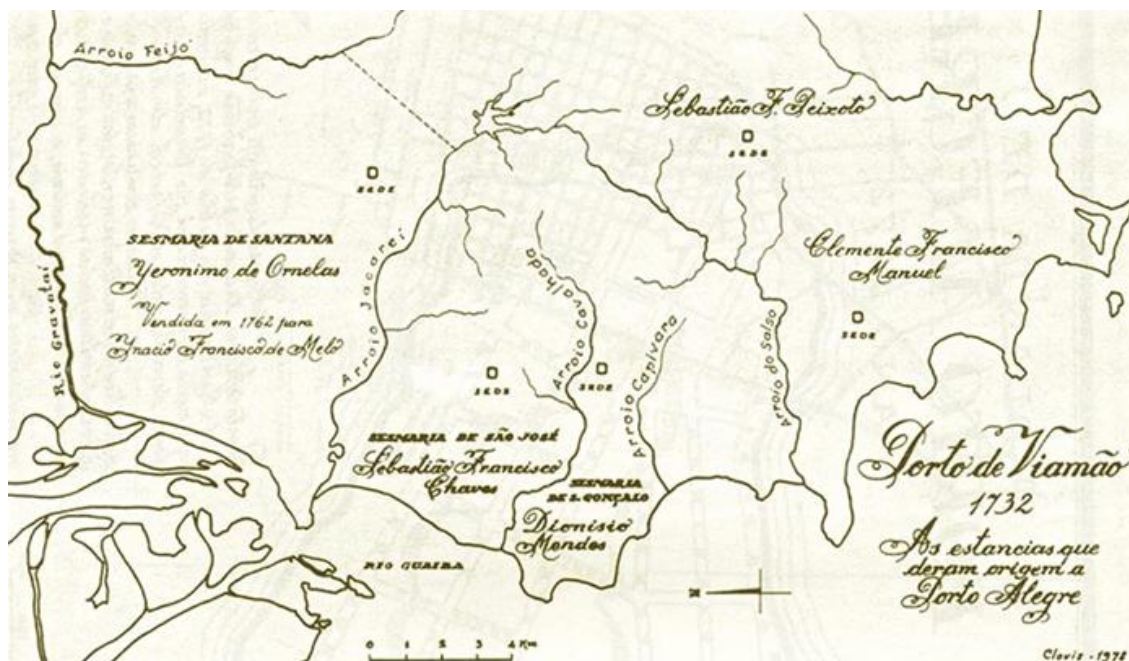 Arroio Feijó
Sebastião F. Peixoto
SEDE
SEDE
SESMARIA DE SANTANA
Yeronimo de Ornelas
Vendida em 1762 para
Ynacio Francisco de Melo
Rio Gravataí
Arroio Jacareí
Arroio Cavalhada
Clemente Francisco
Manuel
SEDE
SEDE
SEDE
Arroio Capivara
Arroio do Salso
SESMARIA DE SÃO JOSÉ
Sebastião Francisco
Chaves
SESMARIA
DE S. GONÇALO
Dionisio
Mendes
RIO GUAIBA
Porto de Viamão
1732
As estancias que
deram origem a
Porto Alegre
N
0 1 2 3 4 Km
Clovis - 1978